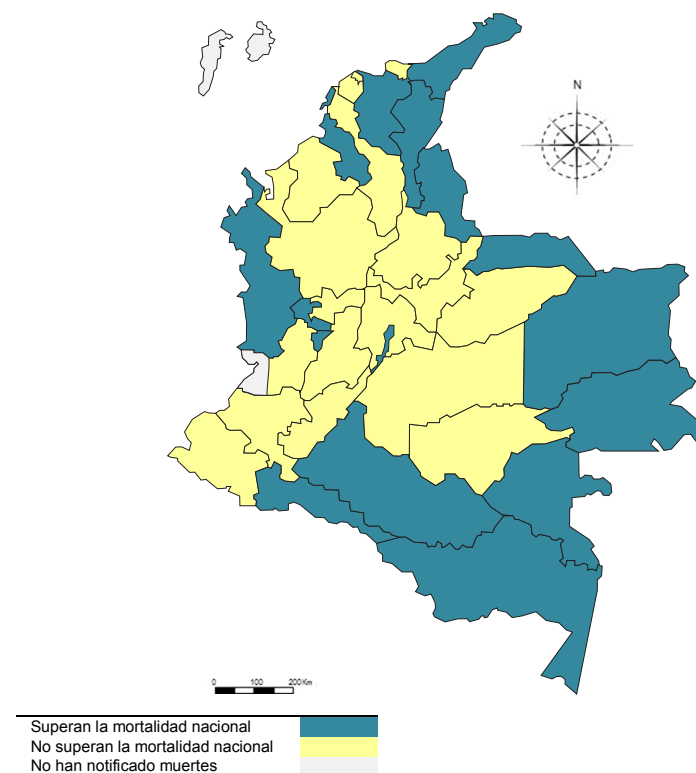 N
0 100 200 Km
Superan la mortalidad nacional
No superan la mortalidad nacional
No han notificado muertes